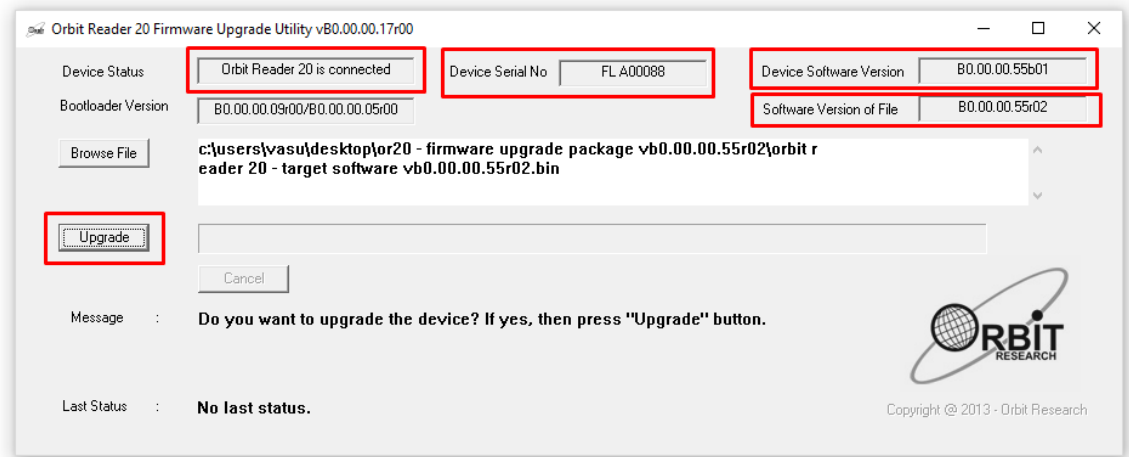 Orbit Reader 20 Firmware Upgrade Utility vB0.00.00.17r00
Device Status Orbit Reader 20 is connected Device Serial No FL A00088 Device Software Version B0.00.00.55b01
Bootloader Version B0.00.00.09r00/B0.00.00.05r00 Software Version of File B0.00.00.55r02
Browse File c:\users\vasu\desktop\or20 - firmware upgrade package vb0.00.00.55r02\orbit r
eader 20 - target software vb0.00.00.55r02.bin
Upgrade
Cancel
Message : Do you want to upgrade the device? If yes, then press "Upgrade" button.
ORBIT
RESEARCH
Last Status : No last status.
Copyright @ 2013 - Orbit Research